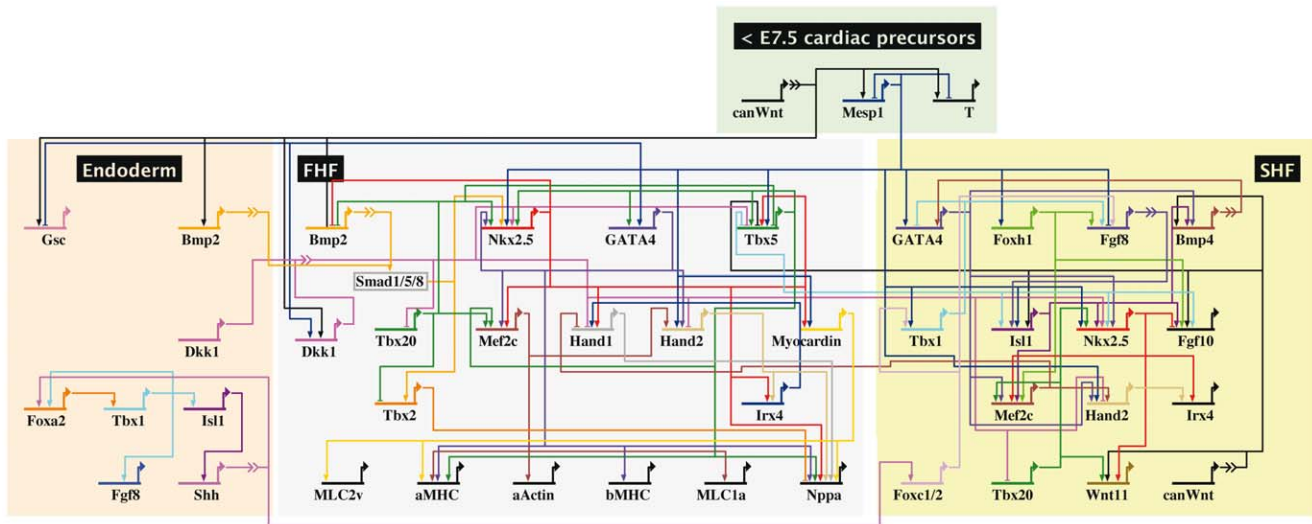 < E7.5 cardiac precursors
canWnt Mesp1 T
Endoderm FHF SHF
Gsc Bmp2 Bmp2 Nkx2.5 GATA4 Tbx5 GATA4 Foxh1 Fgf8 Bmp4
Smad1/5/8
Dkk1 Dkk1 Tbx20 Mef2c Hand1 Hand2 Myocardin Tbx1 Isl1 Nkx2.5 Fgf10
Foxa2 Tbx1 Isl1 Tbx2 Irx4 Mef2c Hand2 Irx4
Fgf8 Shh MLC2v aMHC aActin bMHC MLC1a Nppa Foxc1/2 Tbx20 Wnt11 canWnt